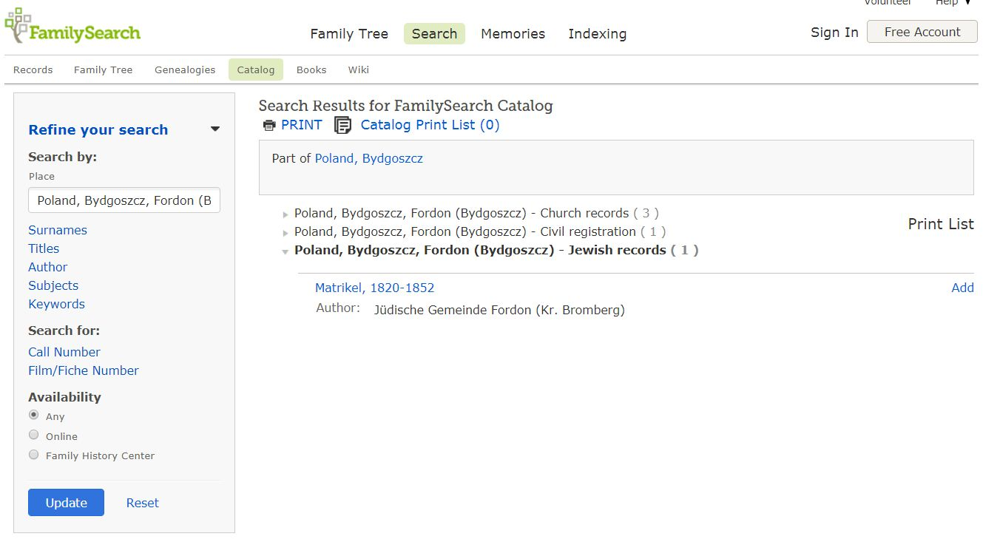 Volunteer Help ▼
FamilySearch
Family Tree Search Memories Indexing
Sign In Free Account
Records Family Tree Genealogies Catalog Books Wiki
Refine your search
Search by:
Place
Poland, Bydgoszcz, Fordon (B
Surnames
Titles
Author
Subjects
Keywords
Search for:
Call Number
Film/Fiche Number
Availability
Any
Online
Family History Center
Update Reset
Search Results for FamilySearch Catalog
PRINT Catalog Print List (0)
Part of Poland, Bydgoszcz
Poland, Bydgoszcz, Fordon (Bydgoszcz) - Church records ( 3 )
Print List
Poland, Bydgoszcz, Fordon (Bydgoszcz) - Civil registration ( 1 )
Poland, Bydgoszcz, Fordon (Bydgoszcz) - Jewish records ( 1 )
Matrikel, 1820-1852 Add
Author: Jüdische Gemeinde Fordon (Kr. Bromberg)